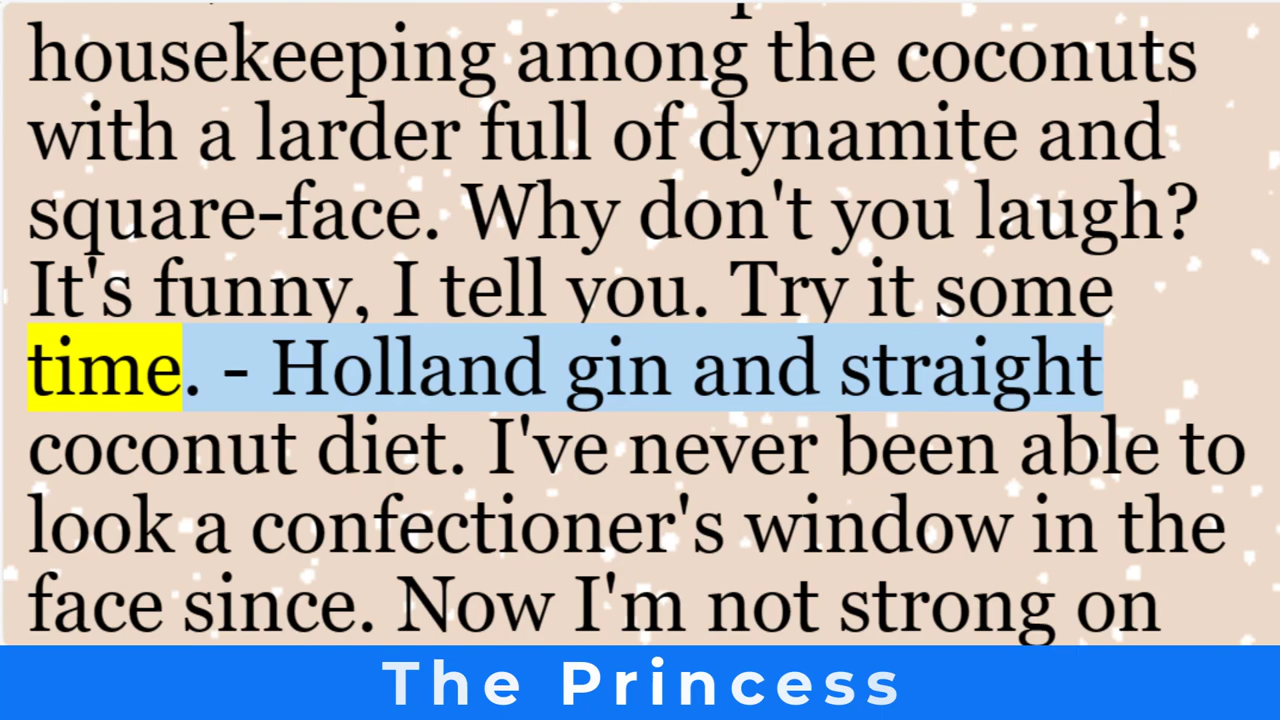 housekeeping among the coconuts
with a larder full of dynamite and
square-face. Why don't you laugh?
It's funny, I tell you. Try it some
time. - Holland gin and straight
coconut diet. I've never been able to
look a confectioner's window in the
face since. Now I'm not strong on
The Princess